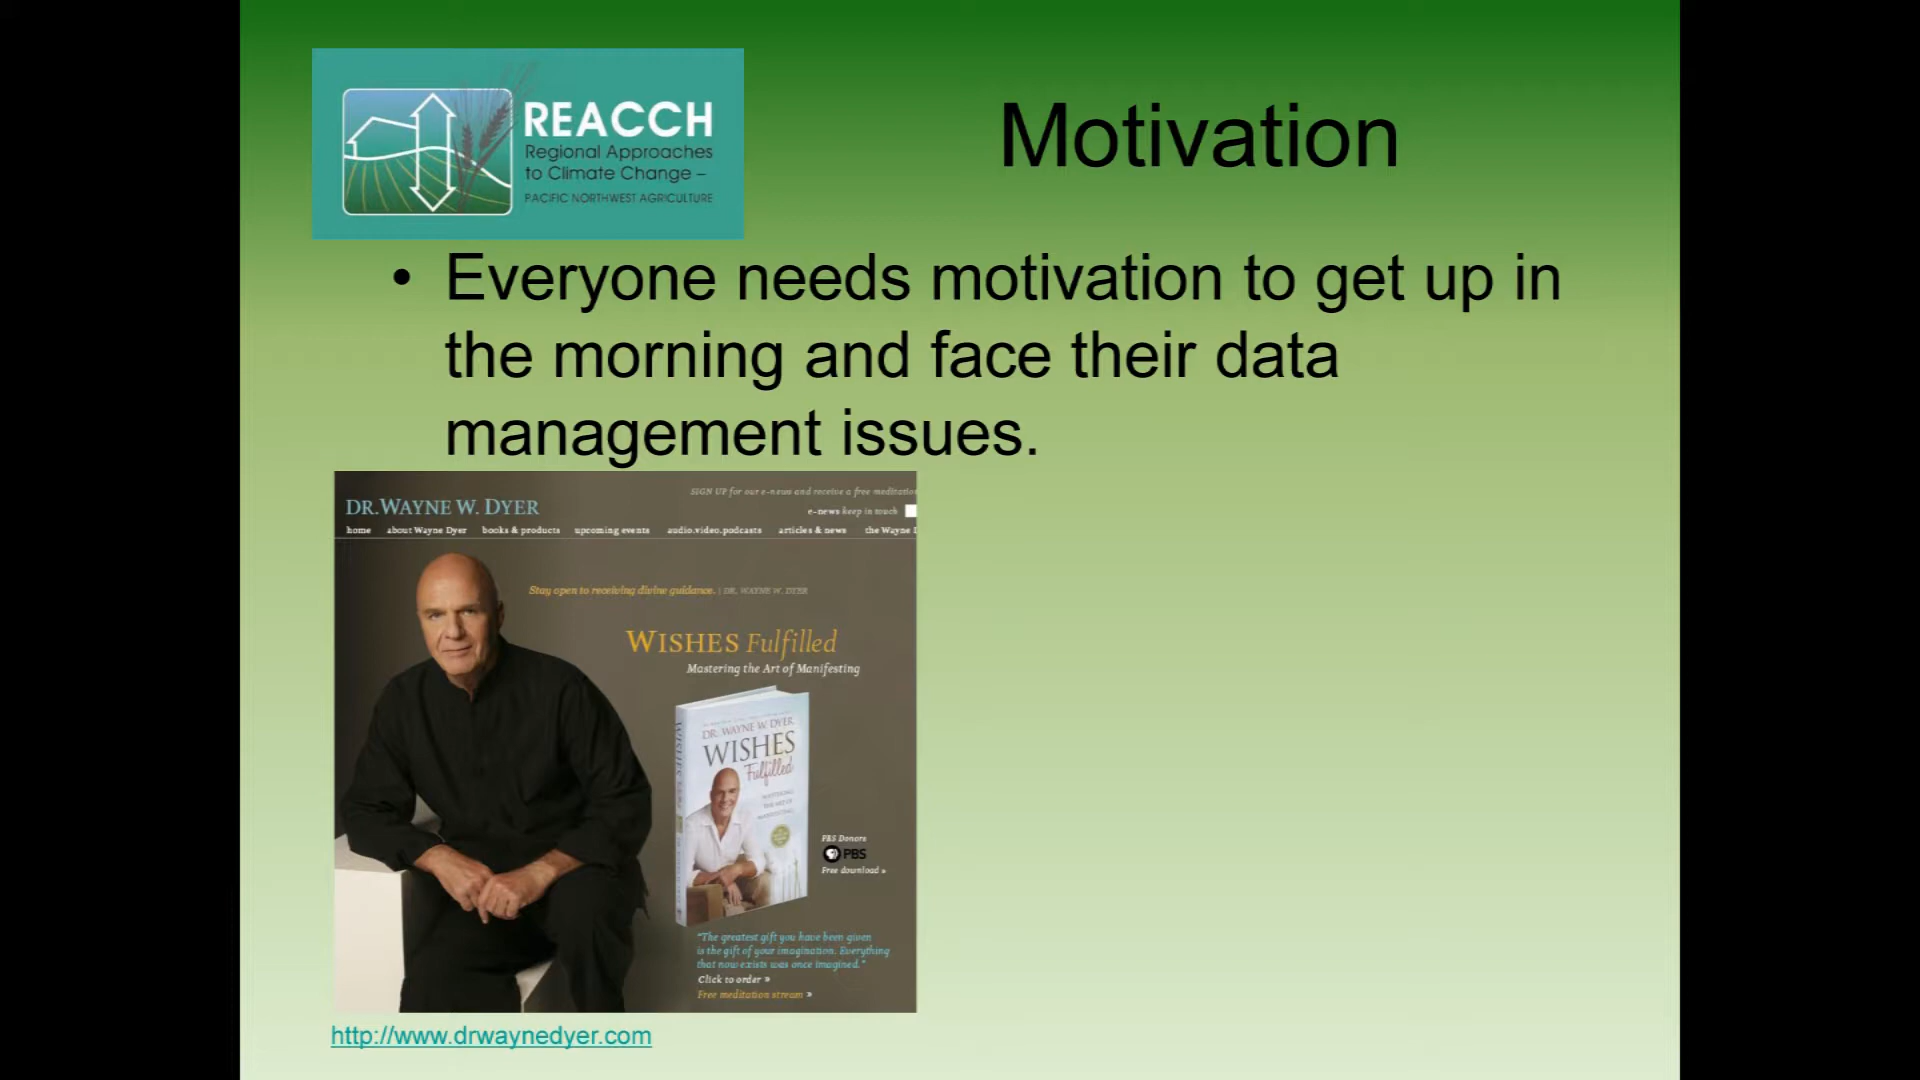 REACCH
Regional Approaches
to Climate Change –
PACIFIC NORTHWEST AGRICULTURE
Motivation
• Everyone needs motivation to get up in
the morning and face their data
management issues.
SIGN UP for our e-news and receive a free meditation
DR. WAYNE W. DYER
e-news keep in touch
home about Wayne Dyer books & products upcoming events audio.video.podcasts articles & news the Wayne D
Stay open to receiving divine guidance. | DR. WAYNE W. DYER
WISHES Fulfilled
Mastering the Art of Manifesting
DR. WAYNE W. DYER
WISHES
Fulfilled
MASTERING
THE ART OF
MANIFESTING
WISHES
PBS Donors
PBS
Free download »
"The greatest gift you have been given
is the gift of your imagination. Everything
that now exists was once imagined."
Click to order »
Free meditation stream »
http://www.drwaynedyer.com